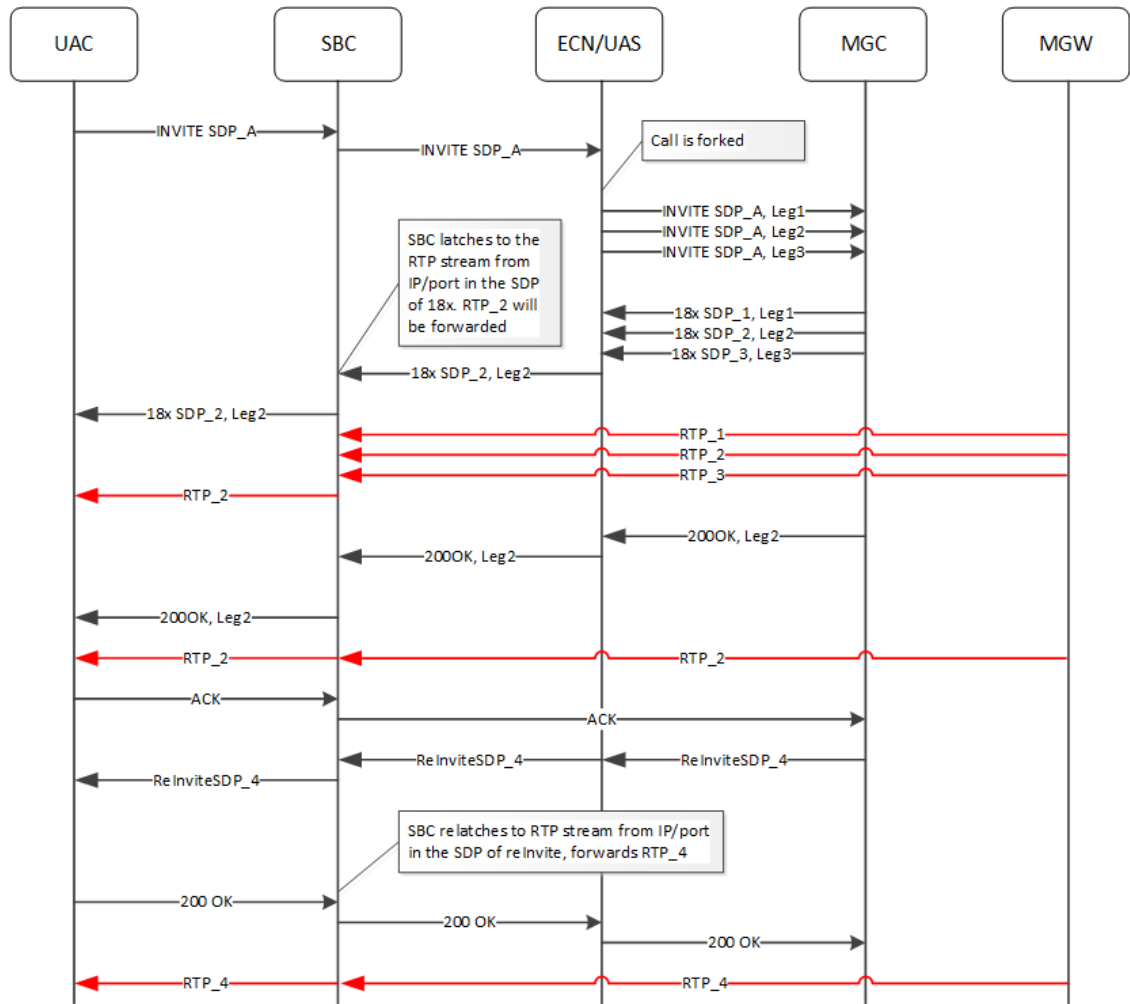 UAC
SBC
ECN/UAS
MGC
MGW
INVITE SDP_A
INVITE SDP_A
Call is forked
INVITE SDP_A, Leg1
INVITE SDP_A, Leg2
INVITE SDP_A, Leg3
SBC latches to the
RTP stream from
IP/port in the SDP
of 18x. RTP_2 will
be forwarded
18x SDP_1, Leg1
18x SDP_2, Leg2
18x SDP_3, Leg3
18x SDP_2, Leg2
18x SDP_2, Leg2
RTP_1
RTP_2
RTP_3
RTP_2
200OK, Leg2
200OK, Leg2
200OK, Leg2
RTP_2
RTP_2
ACK
ACK
ReInviteSDP_4
ReInviteSDP_4
ReInviteSDP_4
SBC relatches to RTP stream from IP/port
in the SDP of reInvite, forwards RTP_4
200 OK
200 OK
200 OK
RTP_4
RTP_4